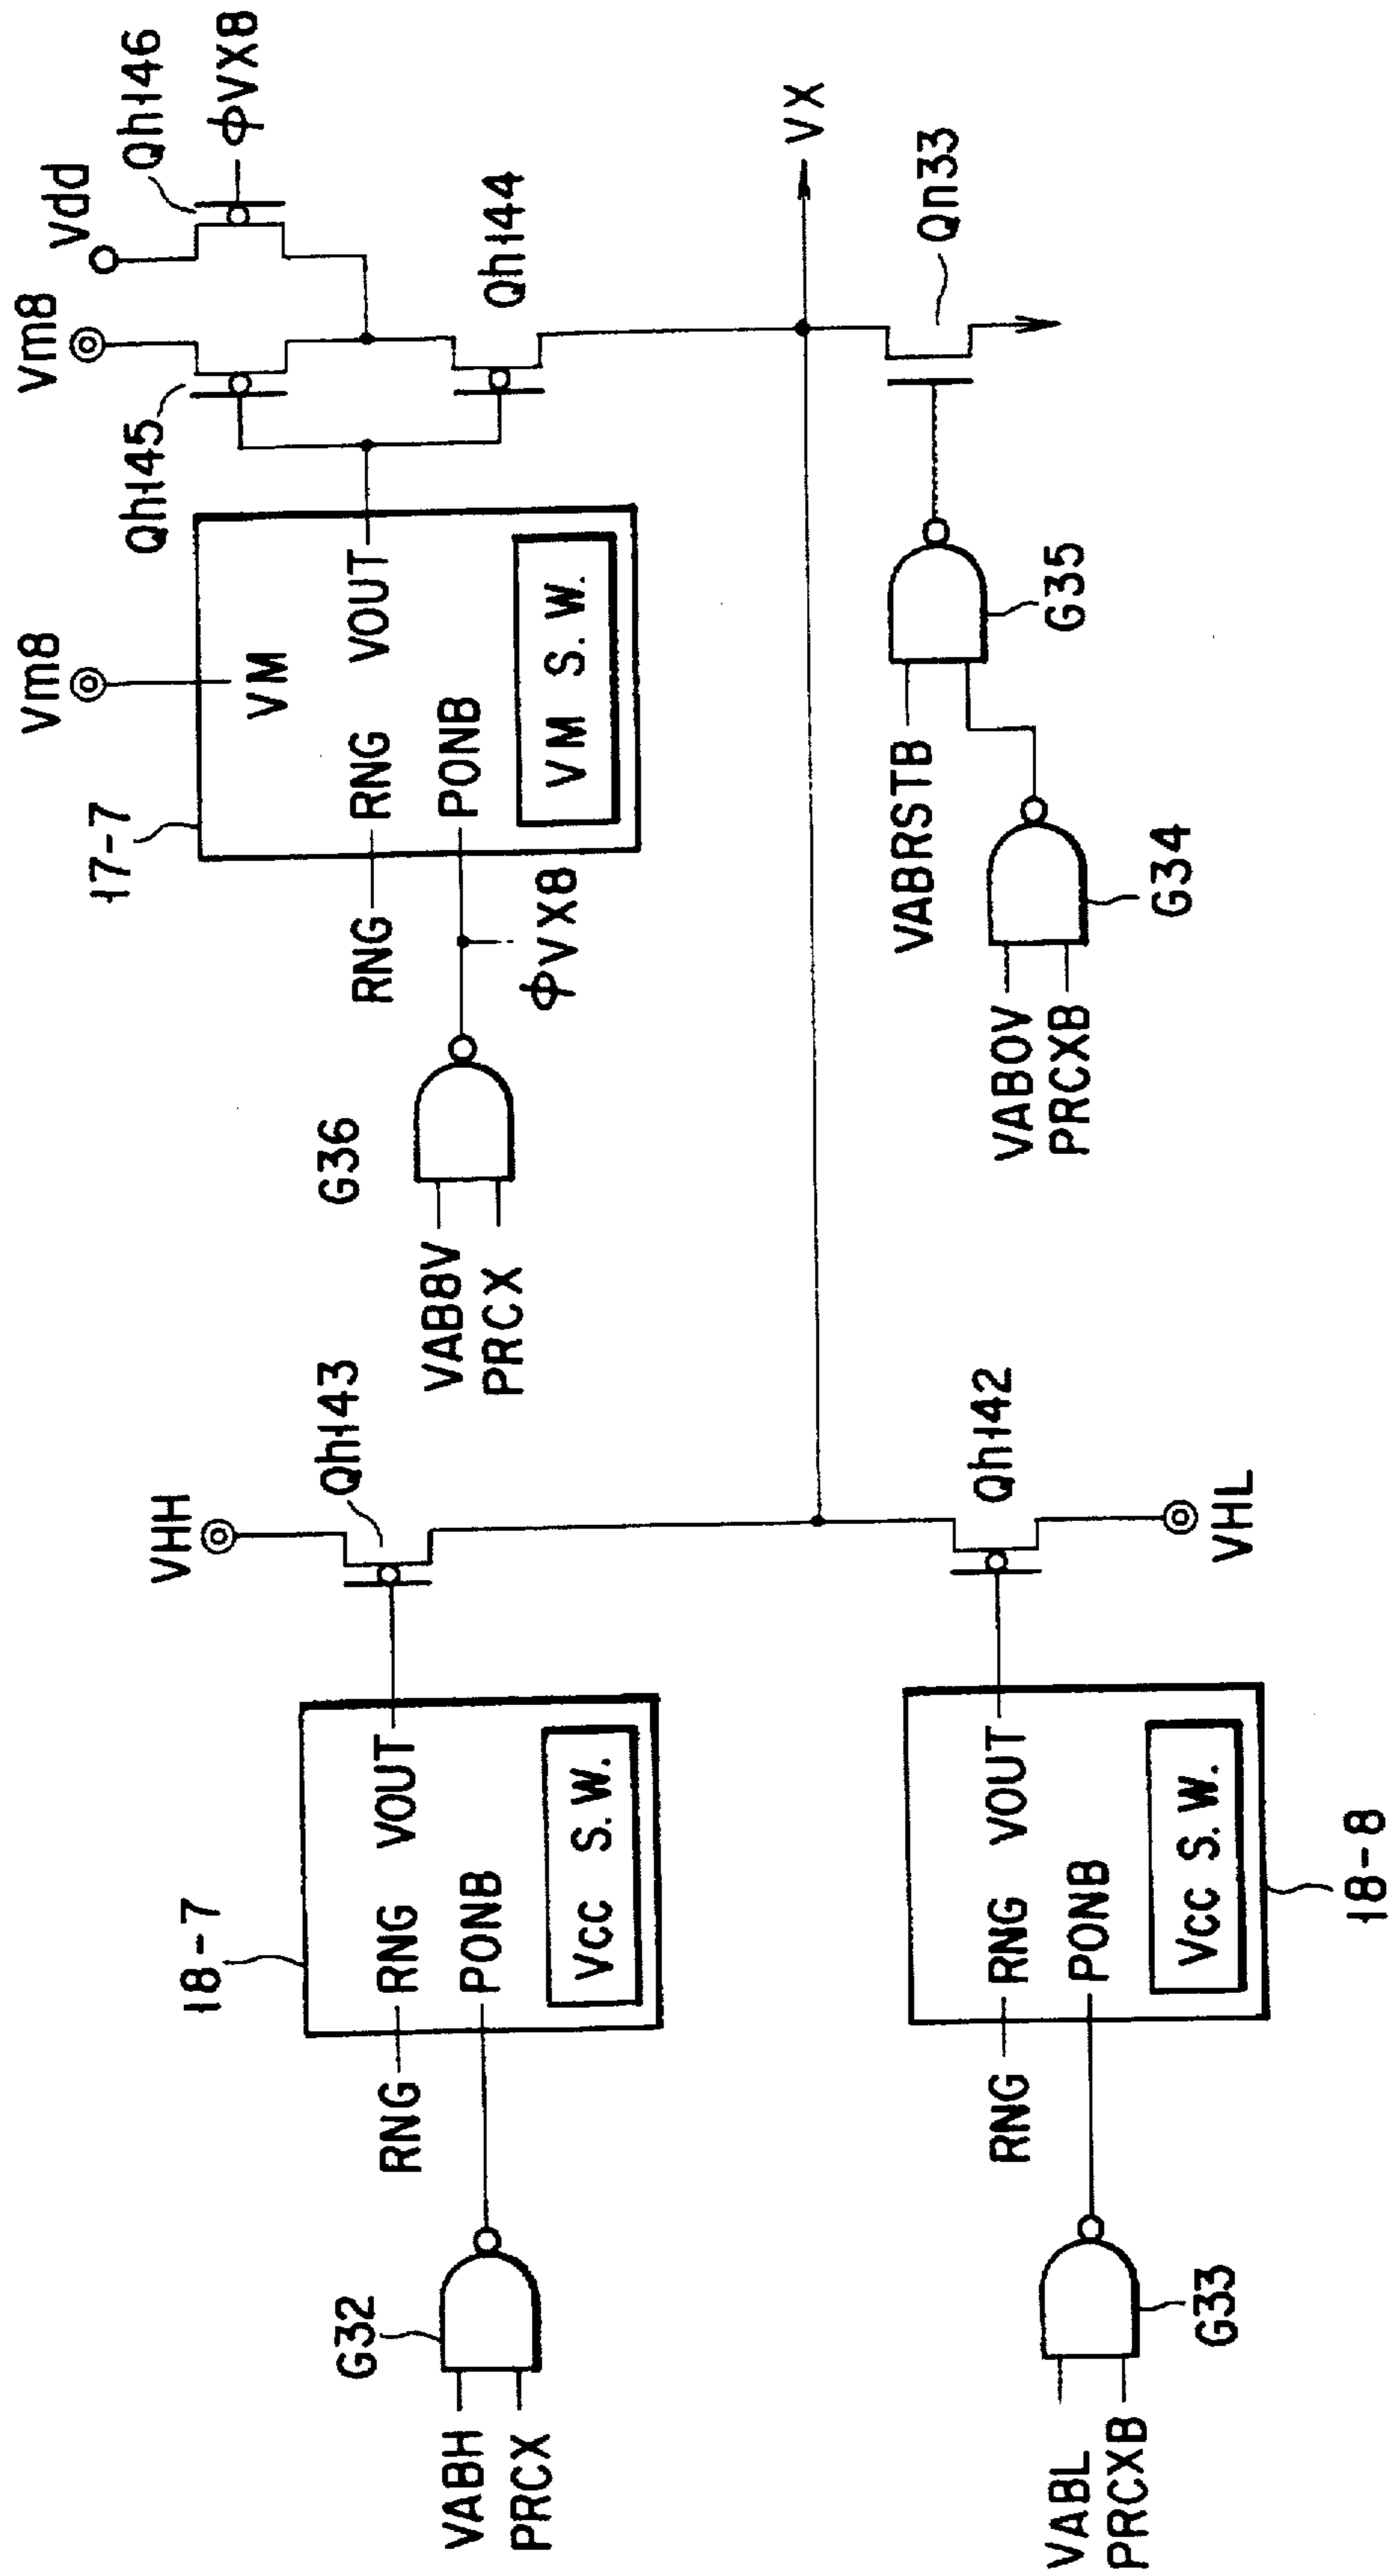 VHH
18-7
RNG
RNG
VOUT
PONB
VCC S.W.
G32
VABH
PRCX
Qh143
Vm8
17-7
VM
RNG
RNG
VOUT
PONB
VM S.W.
G36
VAB8V
PRCX
φVX8
Vm8
Vdd
Qh145
Qh146
φVX8
Qh144
VX
Qn33
G35
VABRSTB
G34
VAB0V
PRCXB
Qh142
VHL
RNG
RNG
VOUT
PONB
VCC S.W.
18-8
G33
VABL
PRCXB